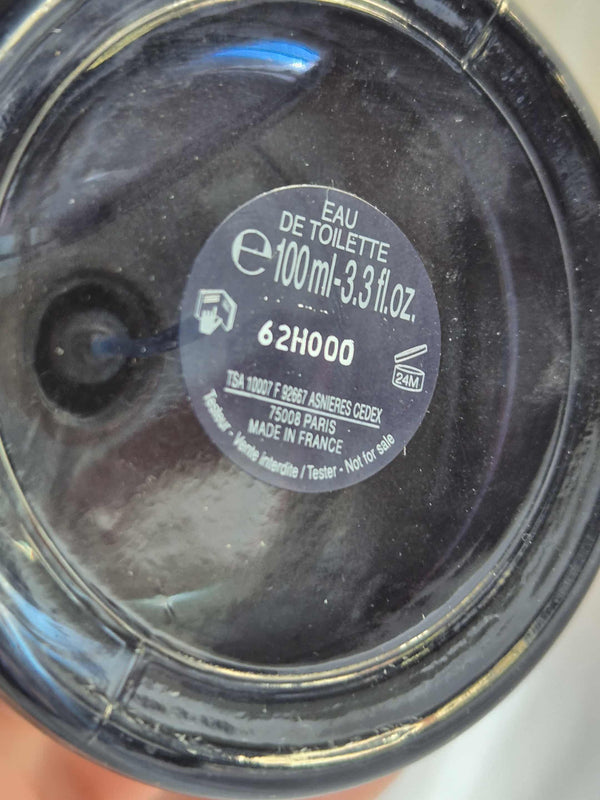 EAU
DE TOILETTE
℮100ml-3.3 fl.oz.
62H000
24M
TSA 10007 F 92667 ASNIERES CEDEX
75008 PARIS
MADE IN FRANCE
Testeur - Vente interdite / Tester - Not for sale